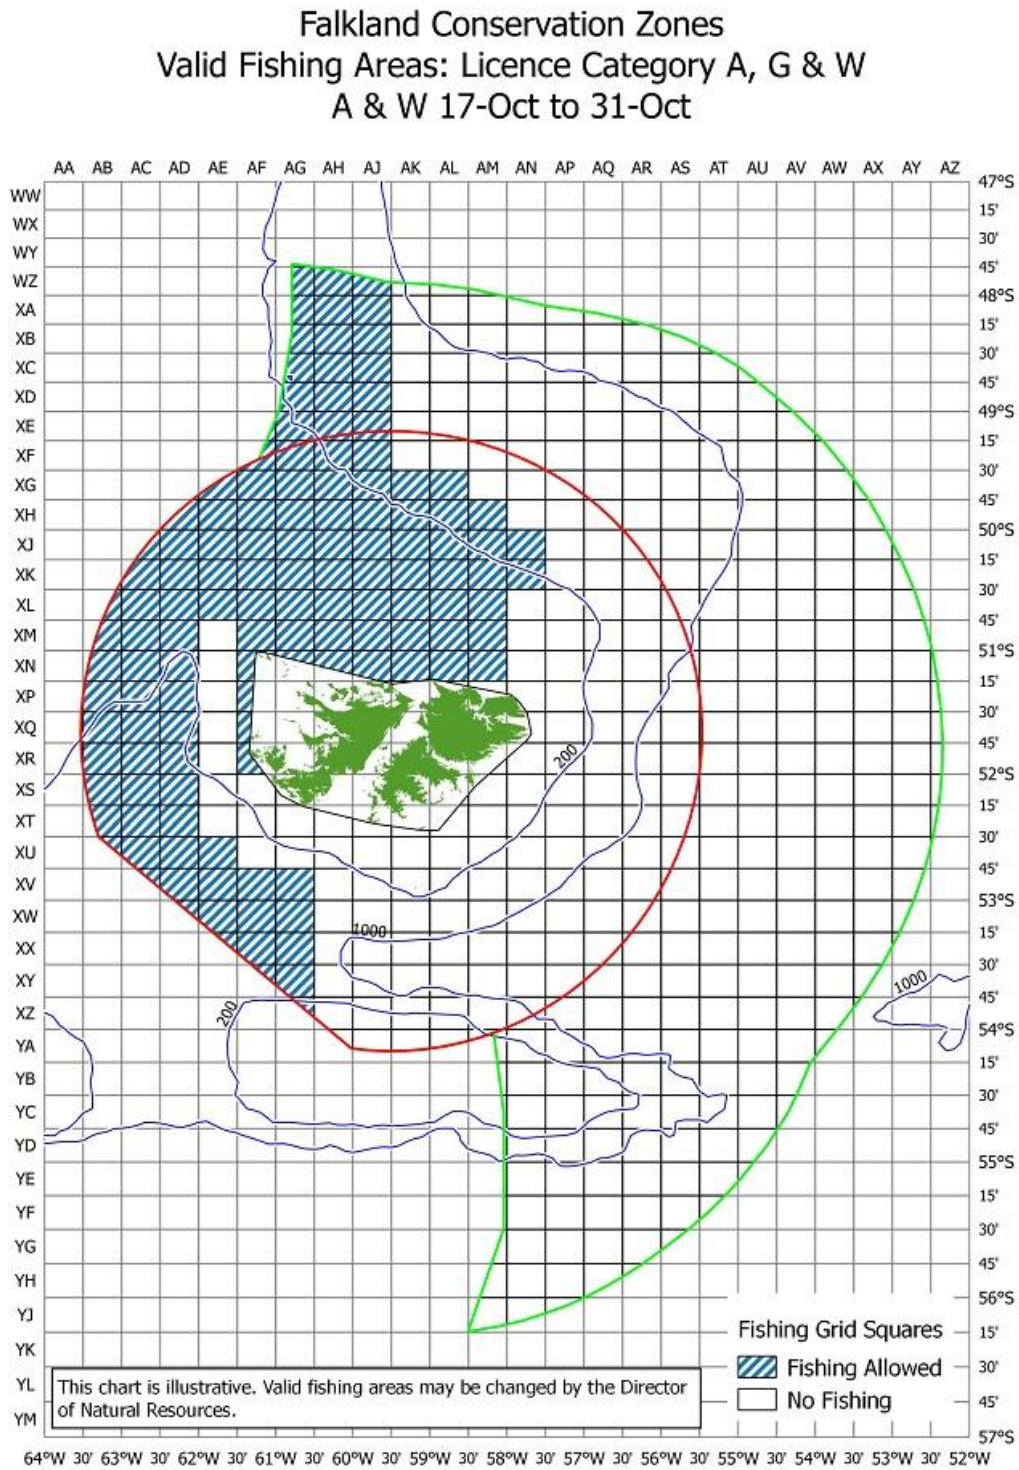 Falkland Conservation Zones
Valid Fishing Areas: Licence Category A, G & W
A & W 17-Oct to 31-Oct
AA AB AC AD AE AF AG AH AJ AK AL AM AN AP AQ AR AS AT AU AV AW AX AY AZ
47°S
WW
15'
WX
30'
WY
45'
WZ
48°S
XA
15'
XB
30'
XC
45'
XD
49°S
XE
15'
XF
30'
XG
45'
XH
50°S
XJ
15'
XK
30'
XL
45'
XM
51°S
XN
15'
XP
30'
XQ
45'
200
XR
52°S
XS
15'
XT
30'
XU
45'
XV
53°S
XW
1000
15'
XX
30'
XY
1000
45'
XZ
200
54°S
YA
15'
YB
30'
YC
45'
YD
55°S
YE
15'
YF
30'
YG
45'
YH
56°S
YJ
15'
YK
30'
YL
45'
YM
57°S
Fishing Grid Squares
Fishing Allowed
No Fishing
This chart is illustrative. Valid fishing areas may be changed by the Director
of Natural Resources.
64°W 30' 63°W 30' 62°W 30' 61°W 30' 60°W 30' 59°W 30' 58°W 30' 57°W 30' 56°W 30' 55°W 30' 54°W 30' 53°W 30' 52°W